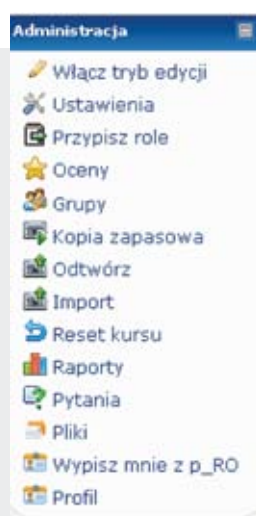 Administracja
Włącz tryb edycji
Ustawienia
Przypisz role
Oceny
Grupy
Kopia zapasowa
Odtwórz
Import
Reset kursu
Raporty
Pytania
Pliki
Wypisz mnie z p_RO
Profil